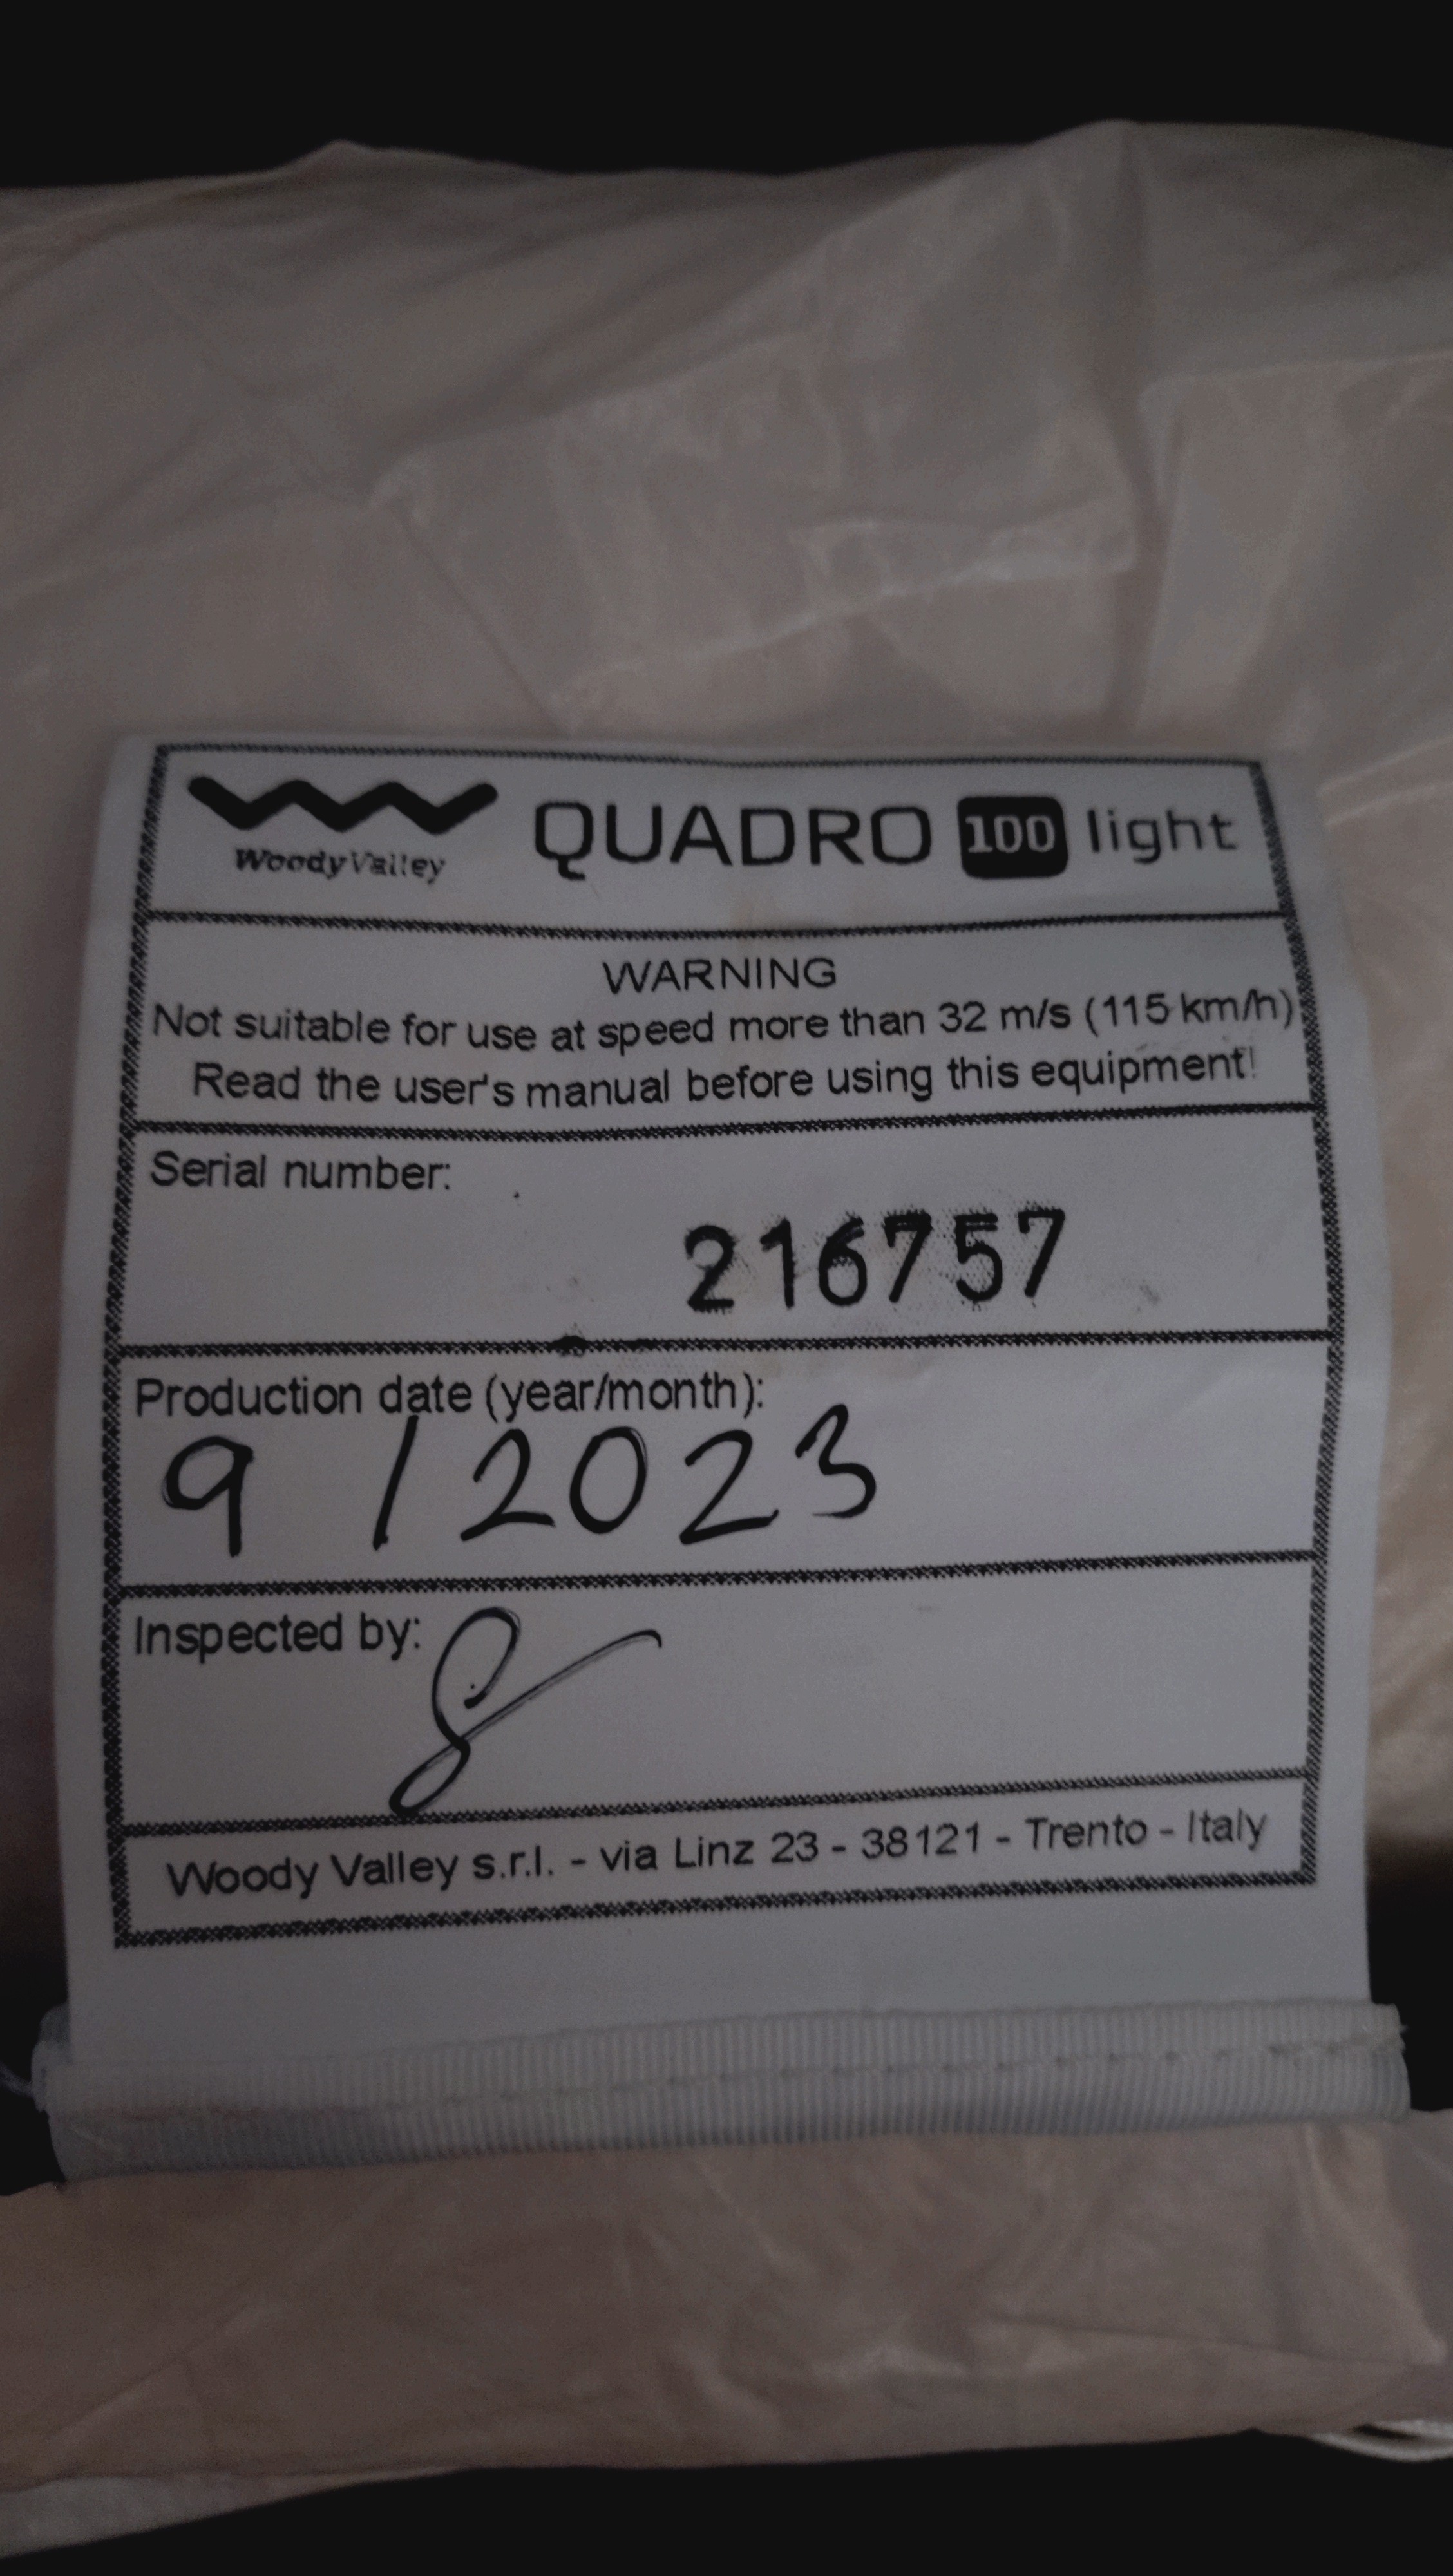 WoodyValley QUADRO 100 light
WARNING
Not suitable for use at speed more than 32 m/s (115 km/h)
Read the user's manual before using this equipment!
Serial number:
216757
Production date (year/month):
9 / 2023
Inspected by:
Woody Valley s.r.l. - via Linz 23 - 38121 - Trento - Italy